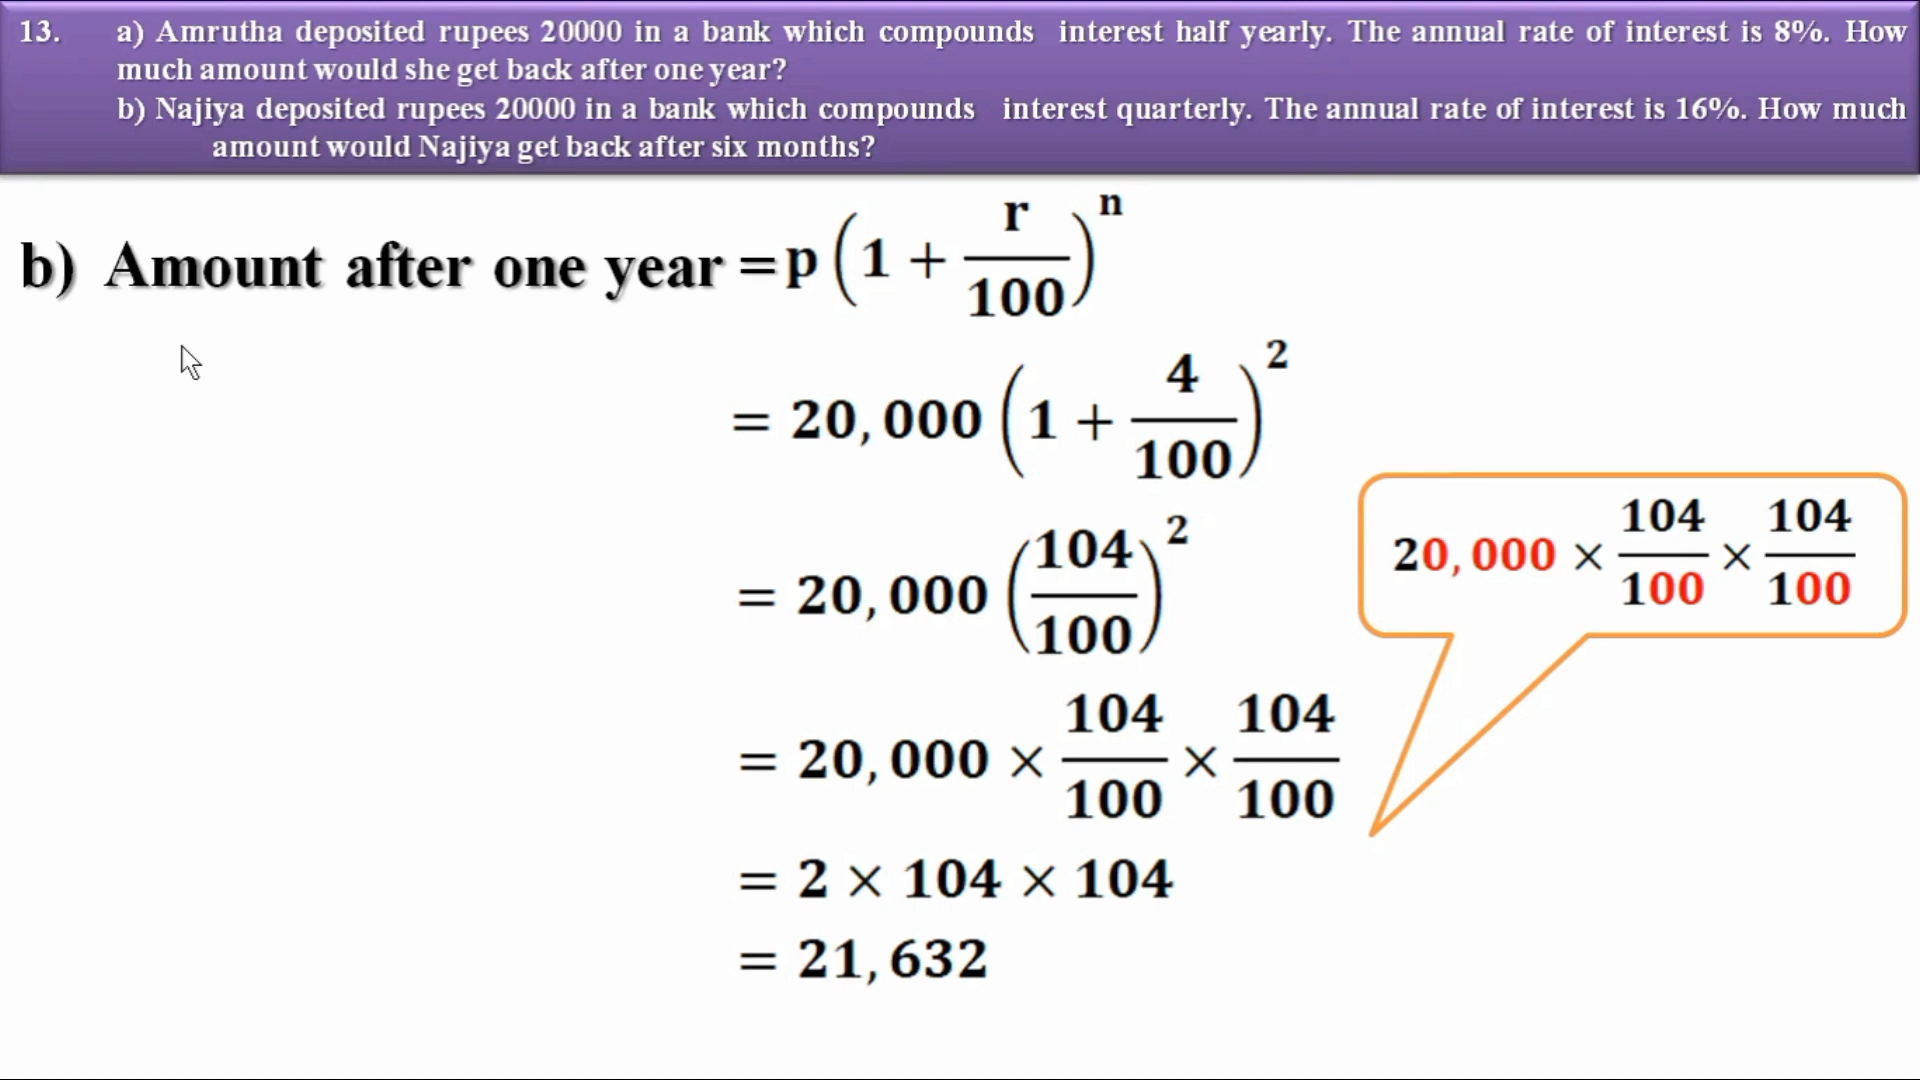 13. a) Amrutha deposited rupees 20000 in a bank which compounds interest half yearly. The annual rate of interest is 8%. How
much amount would she get back after one year?
b) Najiya deposited rupees 20000 in a bank which compounds interest quarterly. The annual rate of interest is 16%. How much
amount would Najiya get back after six months?
b) Amount after one year = p(1 + r/100)^n
= 20,000 (1 + 4/100)^2
= 20,000 (104/100)^2
20,000 × 104/100 × 104/100
= 20,000 × 104/100 × 104/100
= 2 × 104 × 104
= 21,632